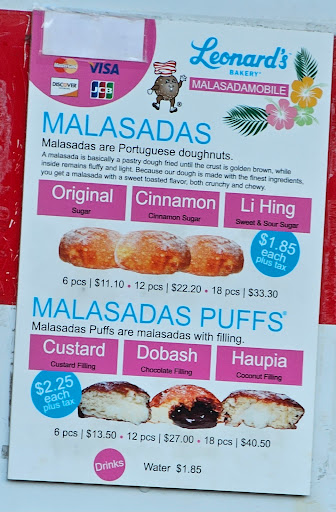 MasterCard VISA
DISCOVER JCB
Leonard's
BAKERY
MALASADAMOBILE
MALASADAS
Malasadas are Portuguese doughnuts.
A malasada is basically a pastry dough fried until the crust is golden brown, while
inside remains fluffy and light. Because our dough is made with the finest ingredients,
you get a malasada with a sweet toasted flavor, both crunchy and chewy.
Original Cinnamon Li Hing
Sugar Cinnamon Sugar Sweet & Sour Sugar
$1.85
each
plus tax
6 pcs | $11.10 • 12 pcs | $22.20 • 18 pcs | $33.30
MALASADAS PUFFS®
Malasadas Puffs are malasadas with filling.
Custard Dobash Haupia
Custard Filling Chocolate Filling Coconut Filling
$2.25
each
plus tax
6 pcs | $13.50 • 12 pcs | $27.00 • 18 pcs | $40.50
Drinks Water $1.85